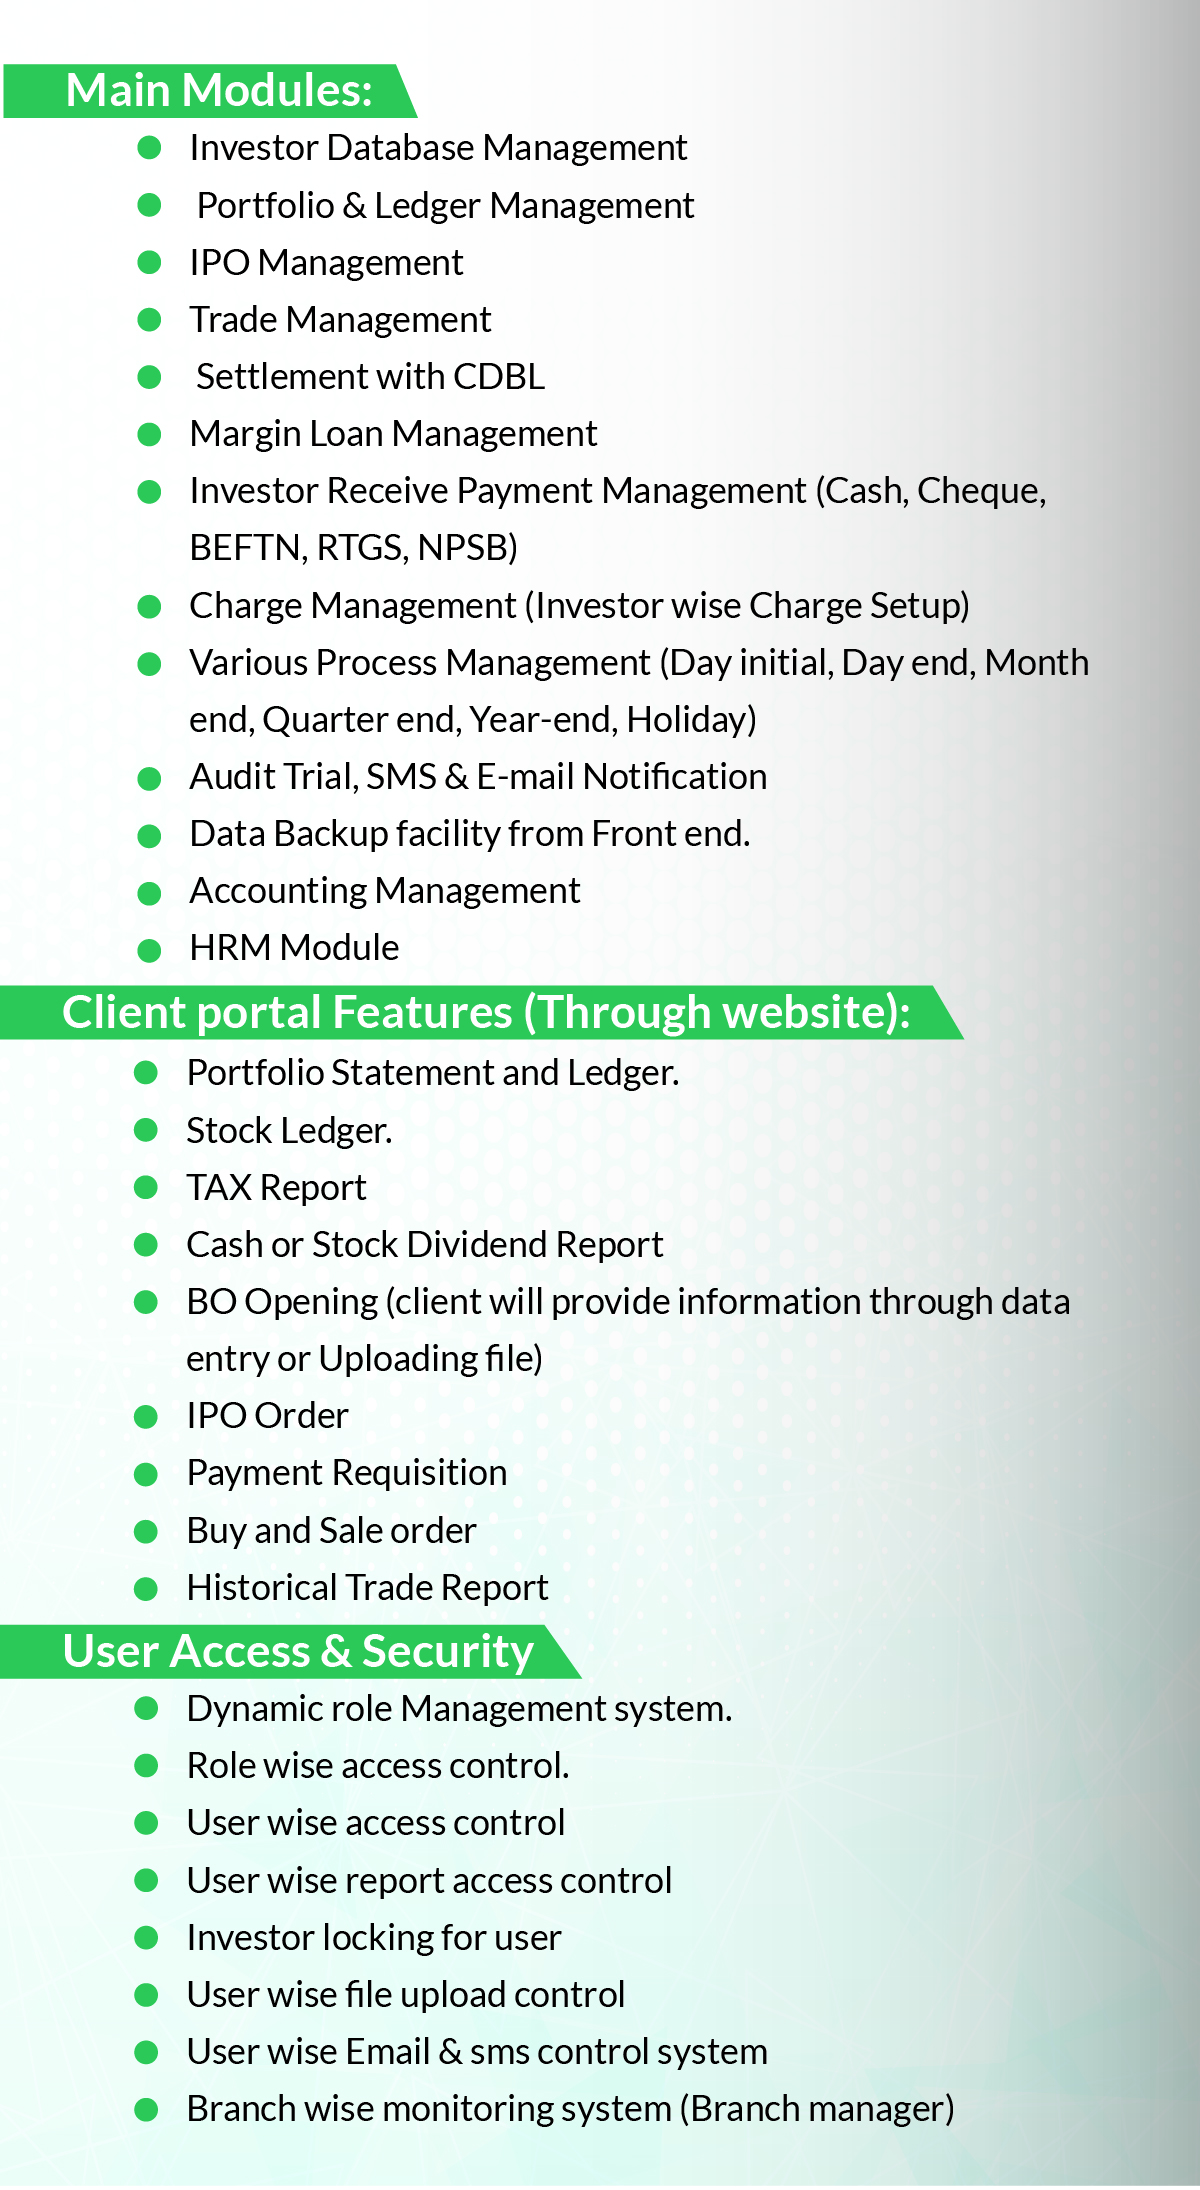 Main Modules:
Investor Database Management
Portfolio & Ledger Management
IPO Management
Trade Management
Settlement with CDBL
Margin Loan Management
Investor Receive Payment Management (Cash, Cheque,
BEFTN, RTGS, NPSB)
Charge Management (Investor wise Charge Setup)
Various Process Management (Day initial, Day end, Month
end, Quarter end, Year-end, Holiday)
Audit Trial, SMS & E-mail Notification
Data Backup facility from Front end.
Accounting Management
HRM Module
Client portal Features (Through website):
Portfolio Statement and Ledger.
Stock Ledger.
TAX Report
Cash or Stock Dividend Report
BO Opening (client will provide information through data
entry or Uploading file)
IPO Order
Payment Requisition
Buy and Sale order
Historical Trade Report
User Access & Security
Dynamic role Management system.
Role wise access control.
User wise access control
User wise report access control
Investor locking for user
User wise file upload control
User wise Email & sms control system
Branch wise monitoring system (Branch manager)